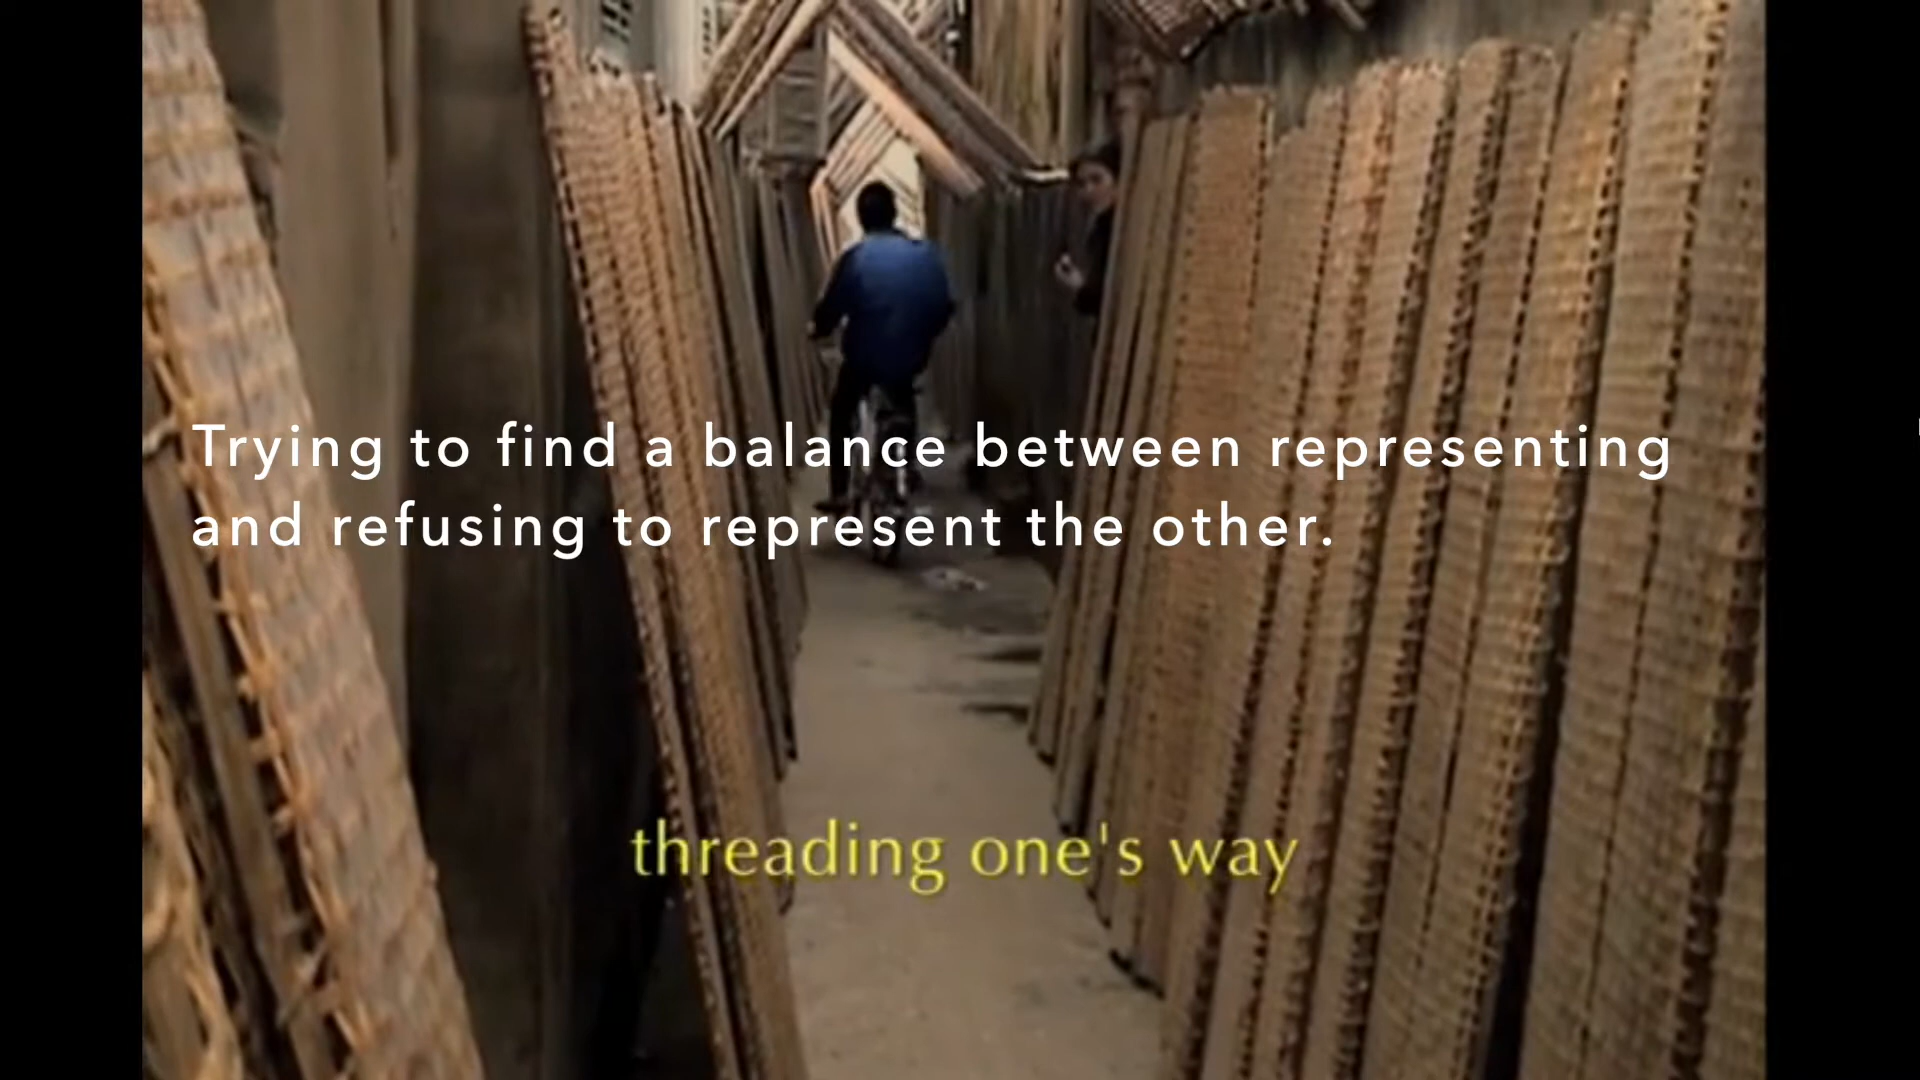 Trying to find a balance between representing
and refusing to represent the other.
threading one's way